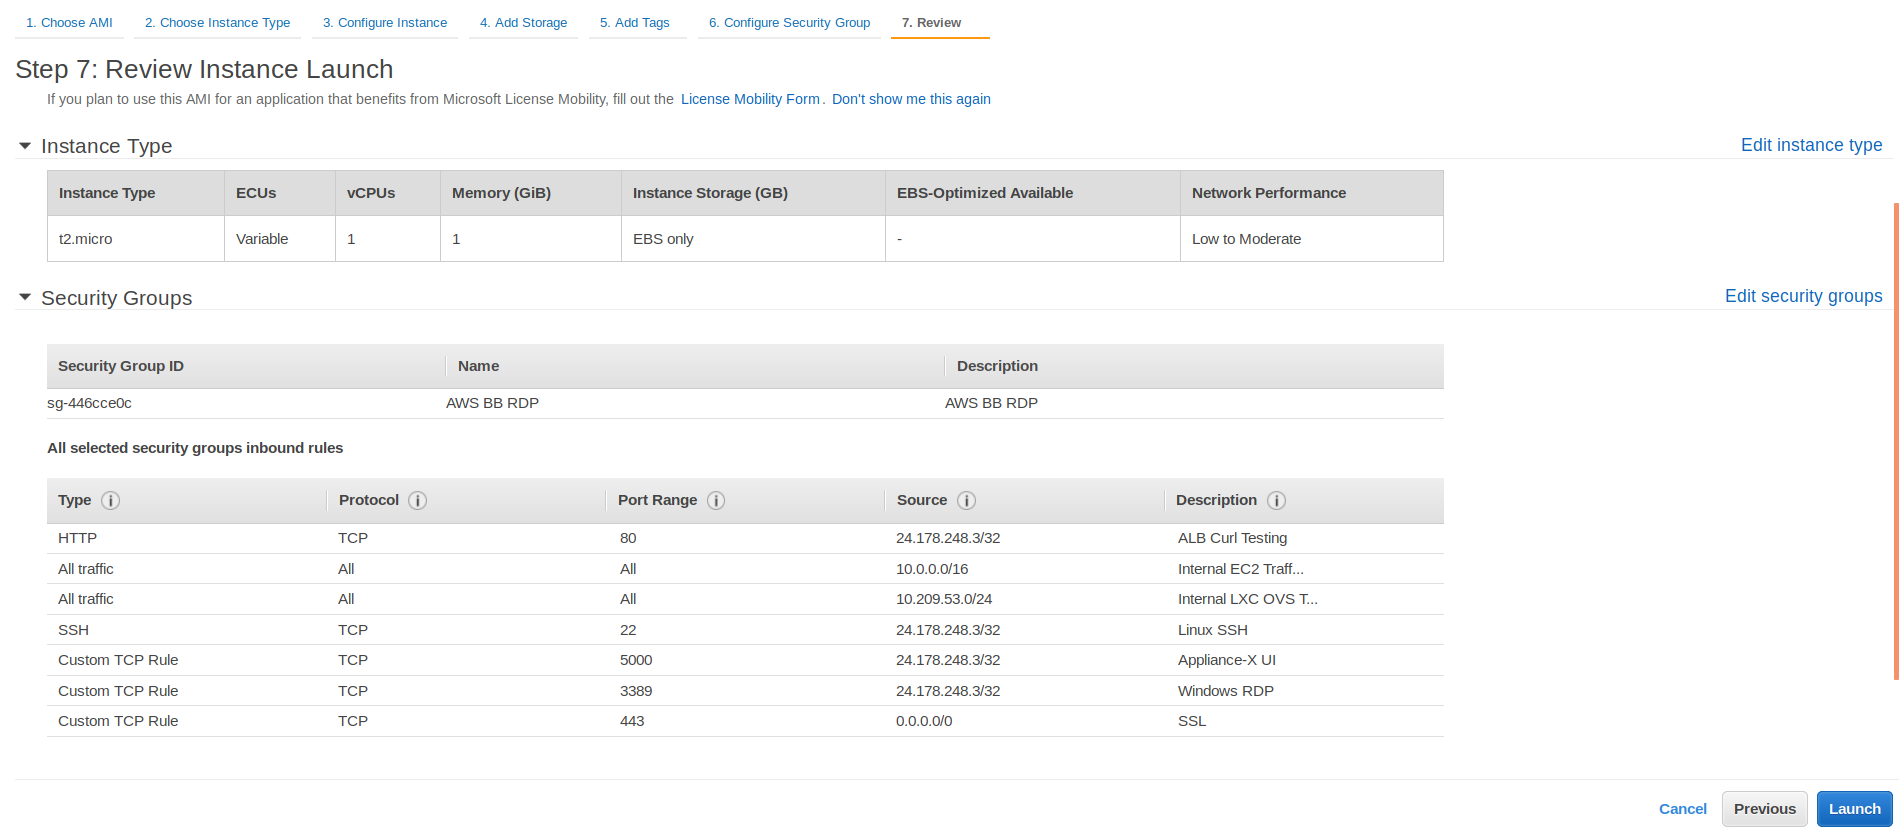 1. Choose AMI 2. Choose Instance Type 3. Configure Instance 4. Add Storage 5. Add Tags 6. Configure Security Group 7. Review
Step 7: Review Instance Launch
If you plan to use this AMI for an application that benefits from Microsoft License Mobility, fill out the License Mobility Form. Don't show me this again
Instance Type Edit instance type
Instance Type ECUs vCPUs Memory (GiB) Instance Storage (GB) EBS-Optimized Available Network Performance
t2.micro Variable 1 1 EBS only - Low to Moderate
Security Groups Edit security groups
Security Group ID Name Description
sg-446cce0c AWS BB RDP AWS BB RDP
All selected security groups inbound rules
Type Protocol Port Range Source Description
HTTP TCP 80 24.178.248.3/32 ALB Curl Testing
All traffic All All 10.0.0.0/16 Internal EC2 Traff...
All traffic All All 10.209.53.0/24 Internal LXC OVS T...
SSH TCP 22 24.178.248.3/32 Linux SSH
Custom TCP Rule TCP 5000 24.178.248.3/32 Appliance-X UI
Custom TCP Rule TCP 3389 24.178.248.3/32 Windows RDP
Custom TCP Rule TCP 443 0.0.0.0/0 SSL
Cancel Previous Launch